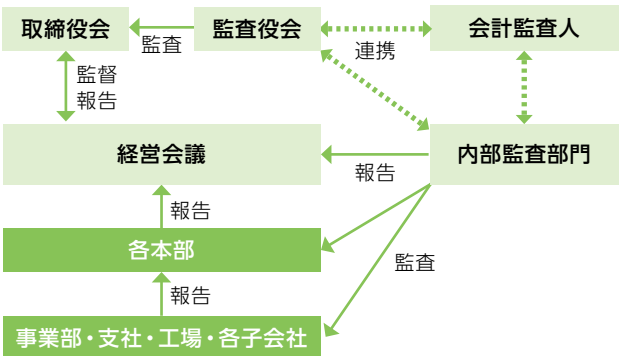 取締役会
監査役会
会計監査人
監査
連携
監督
報告
経営会議
内部監査部門
報告
報告
各本部
監査
報告
事業部・支社・工場・各子会社